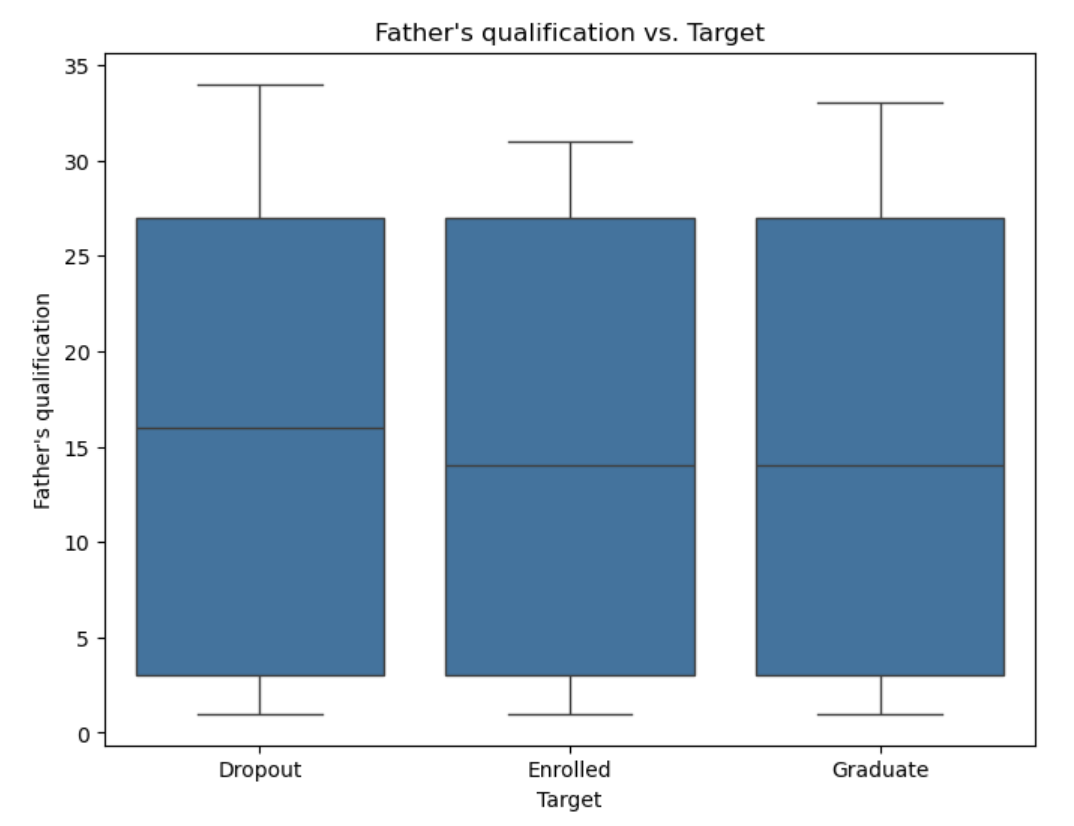 Father's qualification vs. Target
35
30
25
20
15
10
5
0
Father's qualification
Dropout Enrolled Graduate
Target